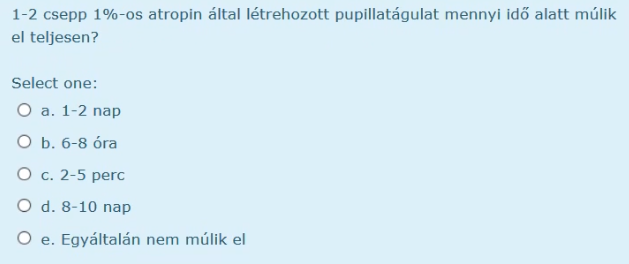 1-2 csepp 1%-os atropin által létrehozott pupillatágulat mennyi idő alatt múlik
el teljesen?
Select one:
a. 1-2 nap
b. 6-8 óra
c. 2-5 perc
d. 8-10 nap
e. Egyáltalán nem múlik el